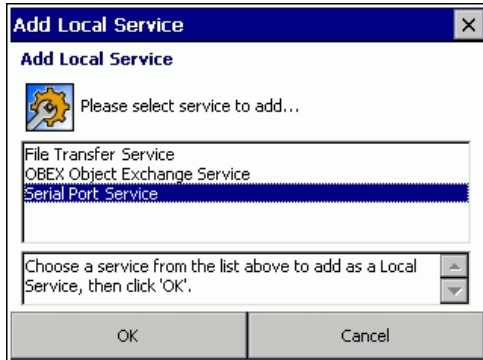 Add Local Service
Add Local Service
Please select service to add...
File Transfer Service
OBEX Object Exchange Service
Serial Port Service
Choose a service from the list above to add as a Local
Service, then click 'OK'.
OK
Cancel